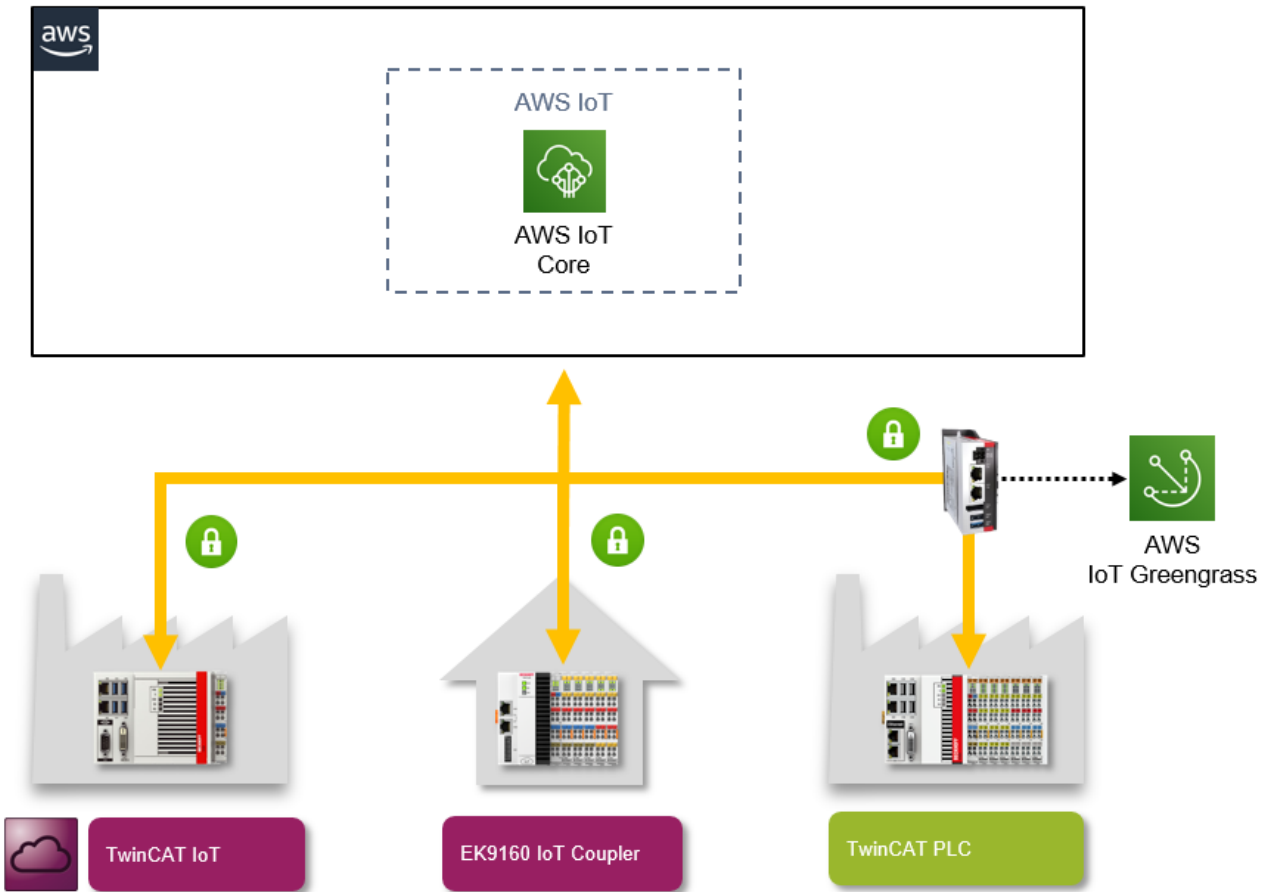 aws
AWS IoT
AWS IoT
Core
AWS
IoT Greengrass
TwinCAT IoT
EK9160 IoT Coupler
TwinCAT PLC